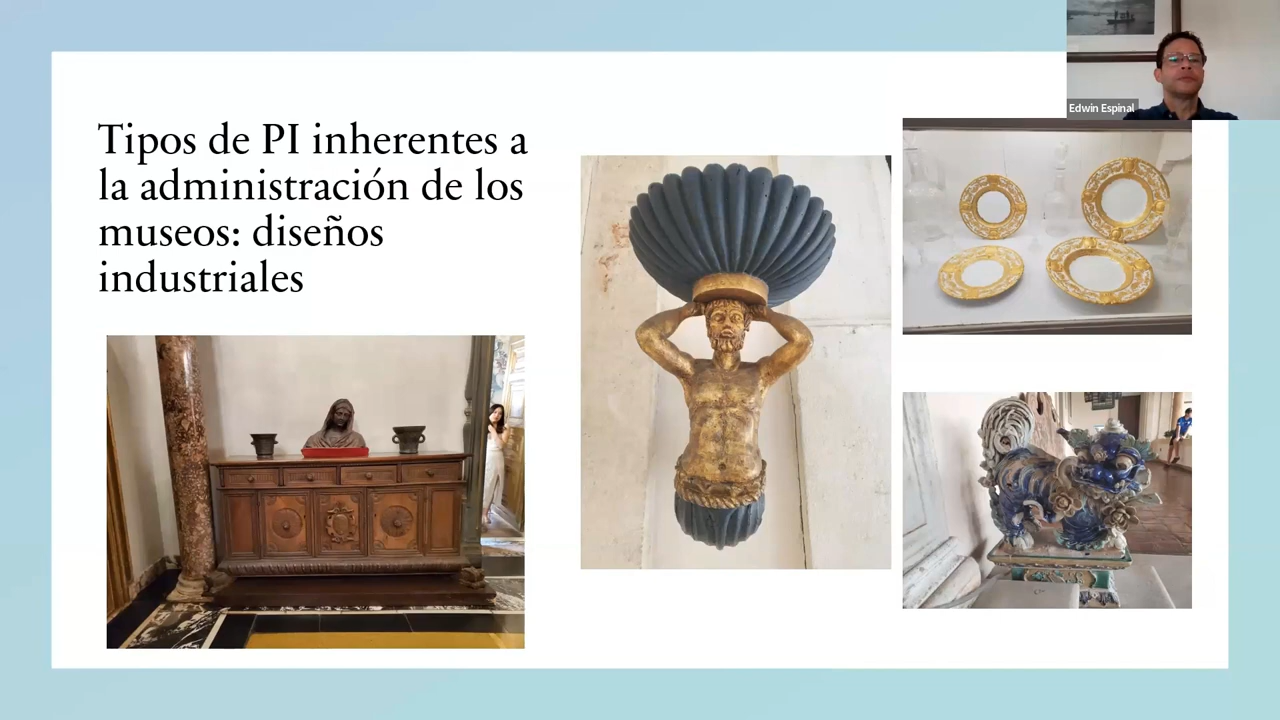 Tipos de PI inherentes a
la administración de los
museos: diseños
industriales
Edwin Espinal